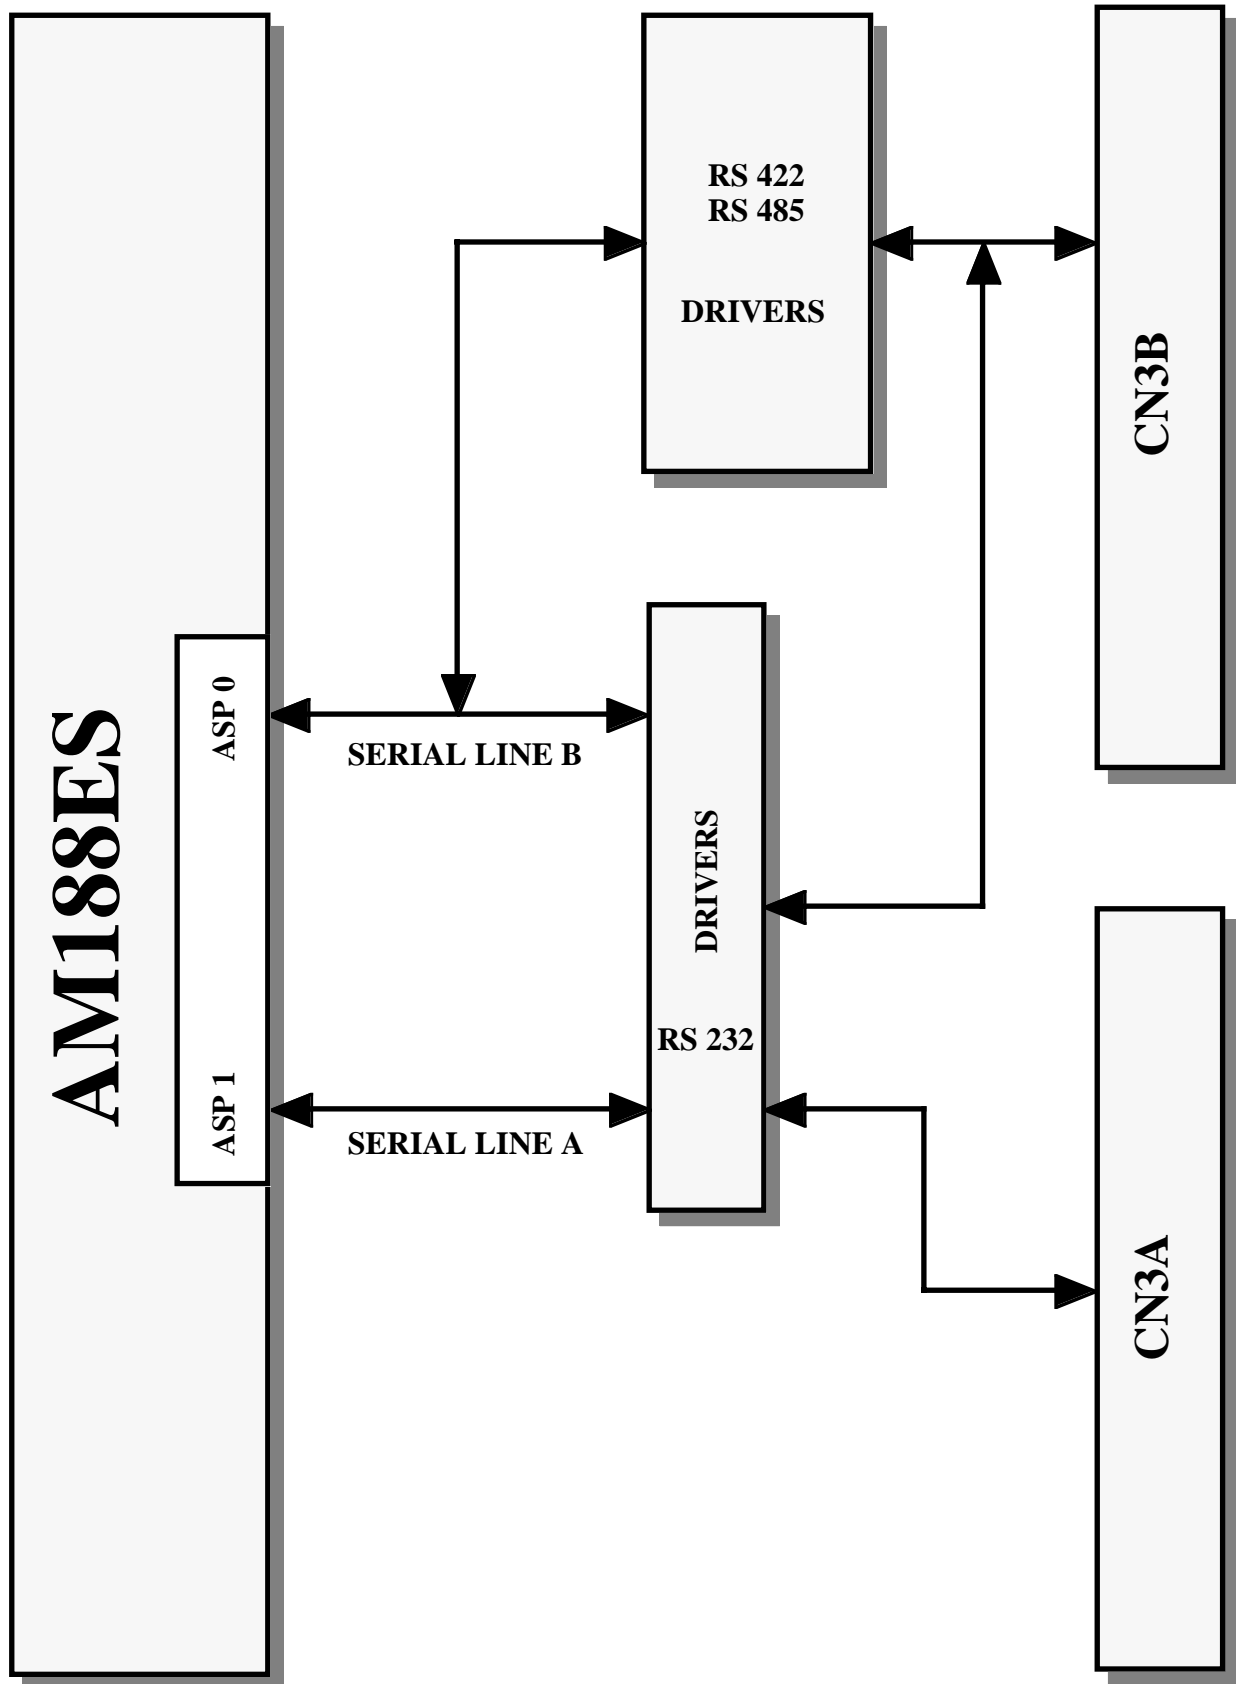 RS 422
RS 485
DRIVERS
CN3B
AM188ES
ASP 0
SERIAL LINE B
DRIVERS
RS 232
ASP 1
SERIAL LINE A
CN3A